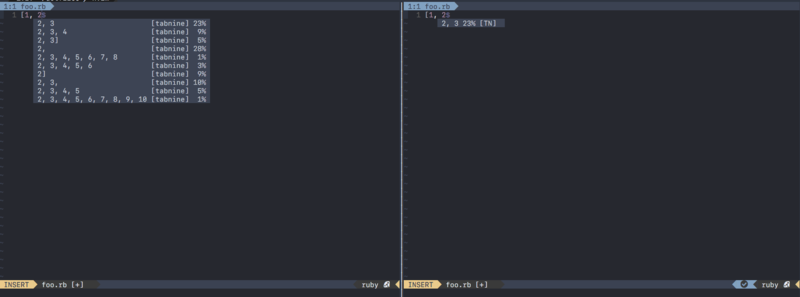 1:1 foo.rb
1 [1, 2
2, 3 [tabnine] 23%
2, 3, 4 [tabnine] 9%
2, 3] [tabnine] 5%
2, [tabnine] 28%
2, 3, 4, 5, 6, 7, 8 [tabnine] 1%
2, 3, 4, 5, 6 [tabnine] 3%
2] [tabnine] 9%
2, 3, [tabnine] 10%
2, 3, 4, 5 [tabnine] 5%
2, 3, 4, 5, 6, 7, 8, 9, 10 [tabnine] 1%
INSERT foo.rb [+] ruby
1:1 foo.rb
1 [1, 2
2, 3 23% [TN]
INSERT foo.rb [+] ruby